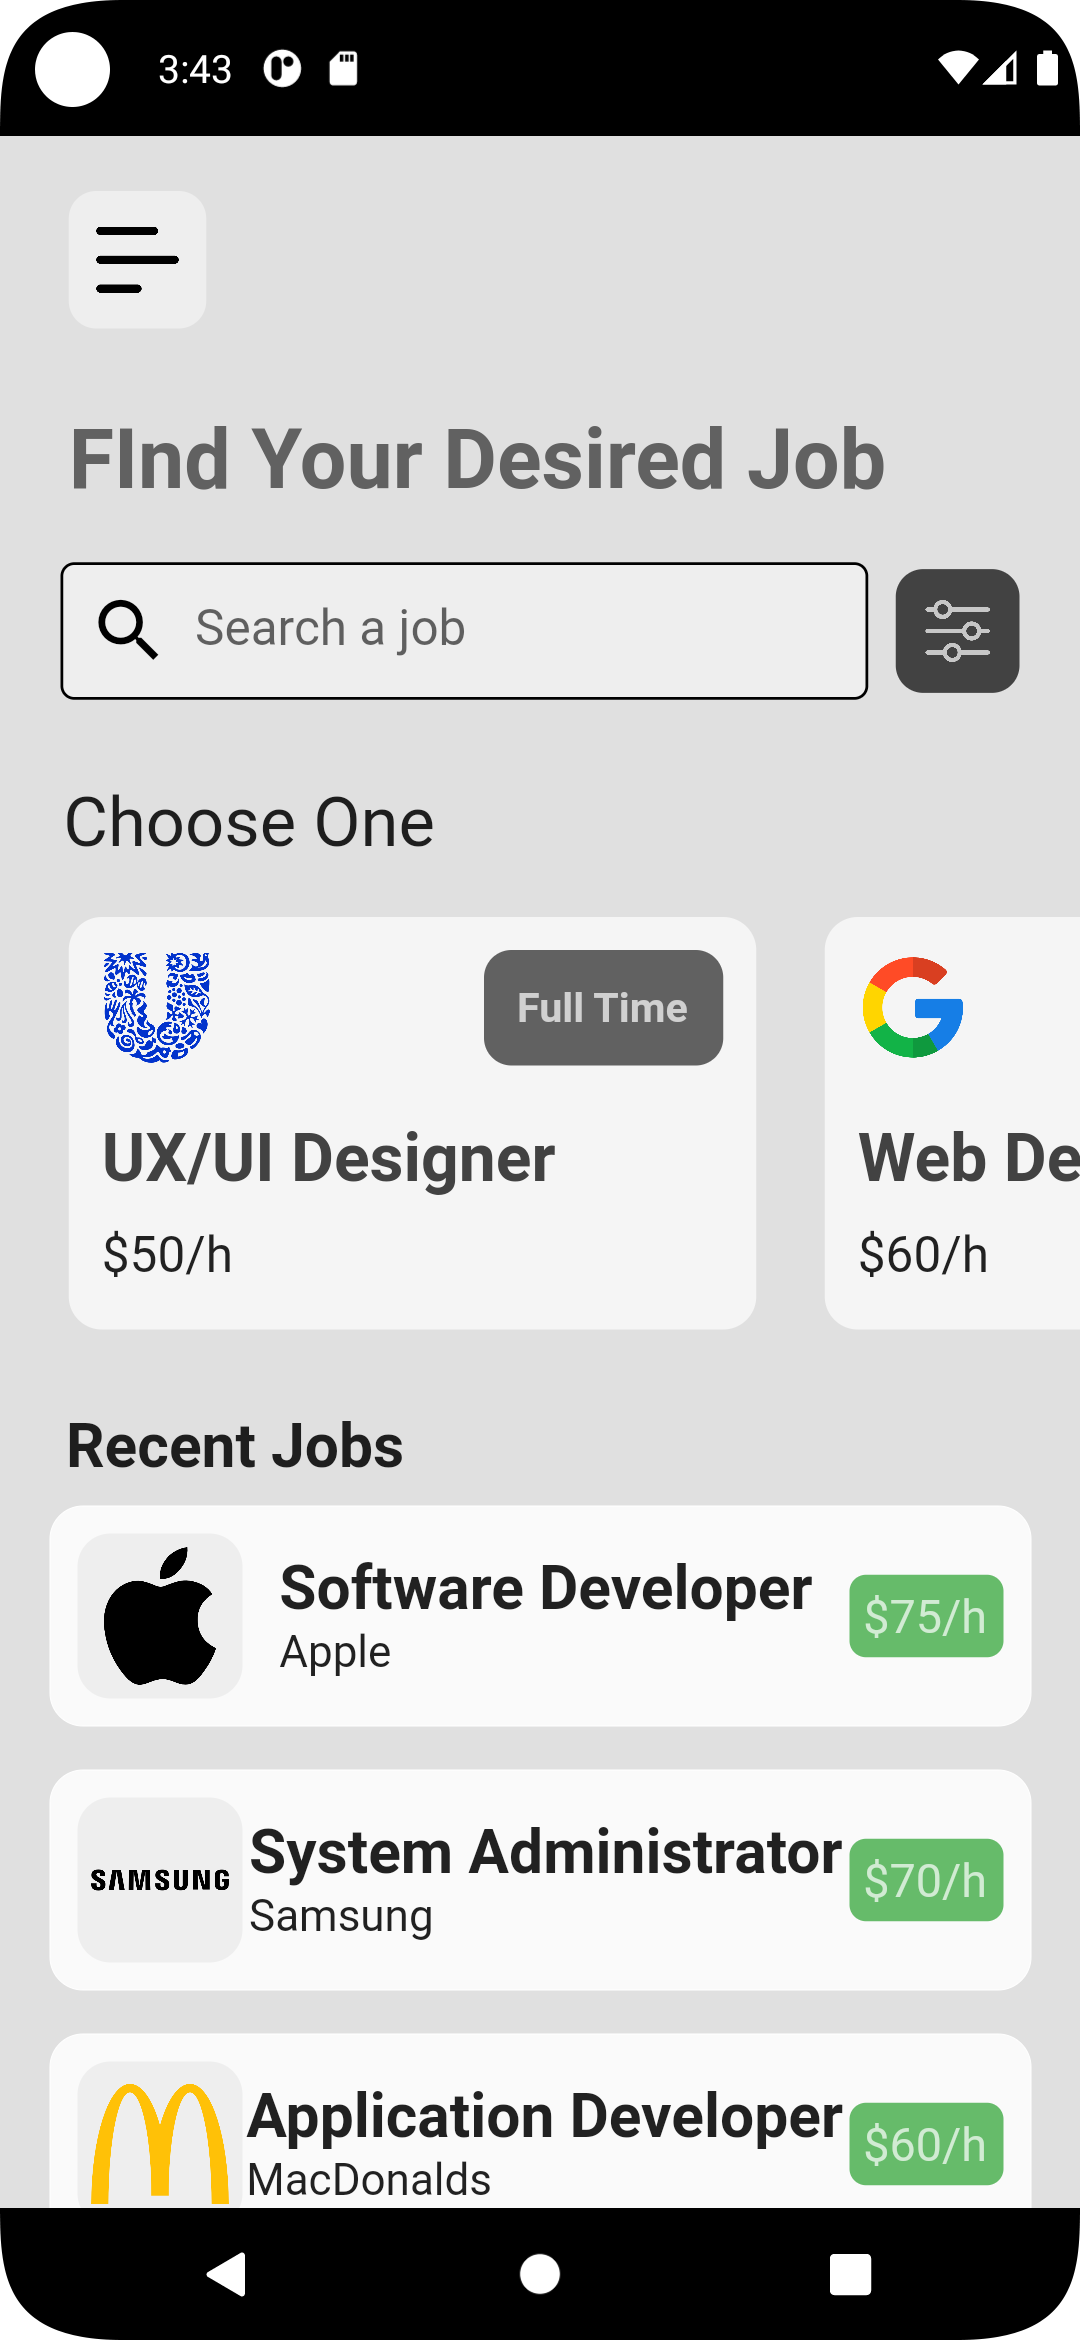 3:43
FInd Your Desired Job
Search a job
Choose One
Full Time
UX/UI Designer
$50/h
Web De
$60/h
Recent Jobs
Software Developer
Apple
$75/h
SAMSUNG
System Administrator
Samsung
$70/h
Application Developer
MacDonalds
$60/h